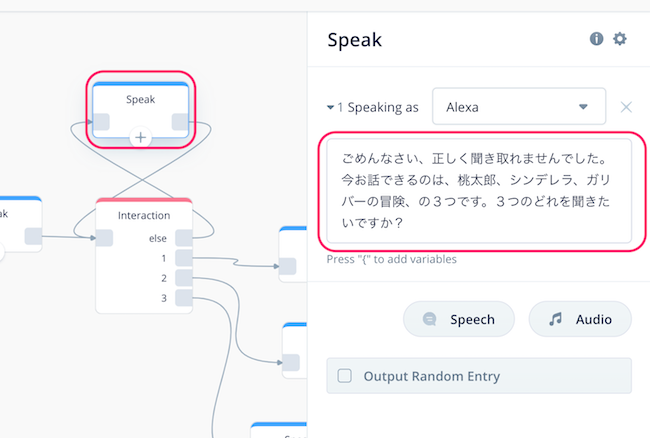 Speak
Interaction
else
1
2
3
Speak
1 Speaking as
Alexa
ごめんなさい、正しく聞き取れませんでした。
今お話できるのは、桃太郎、シンデレラ、ガリ
バーの冒険、の３つです。３つのどれを聞きた
いですか？
Press "{" to add variables
Speech
Audio
Output Random Entry